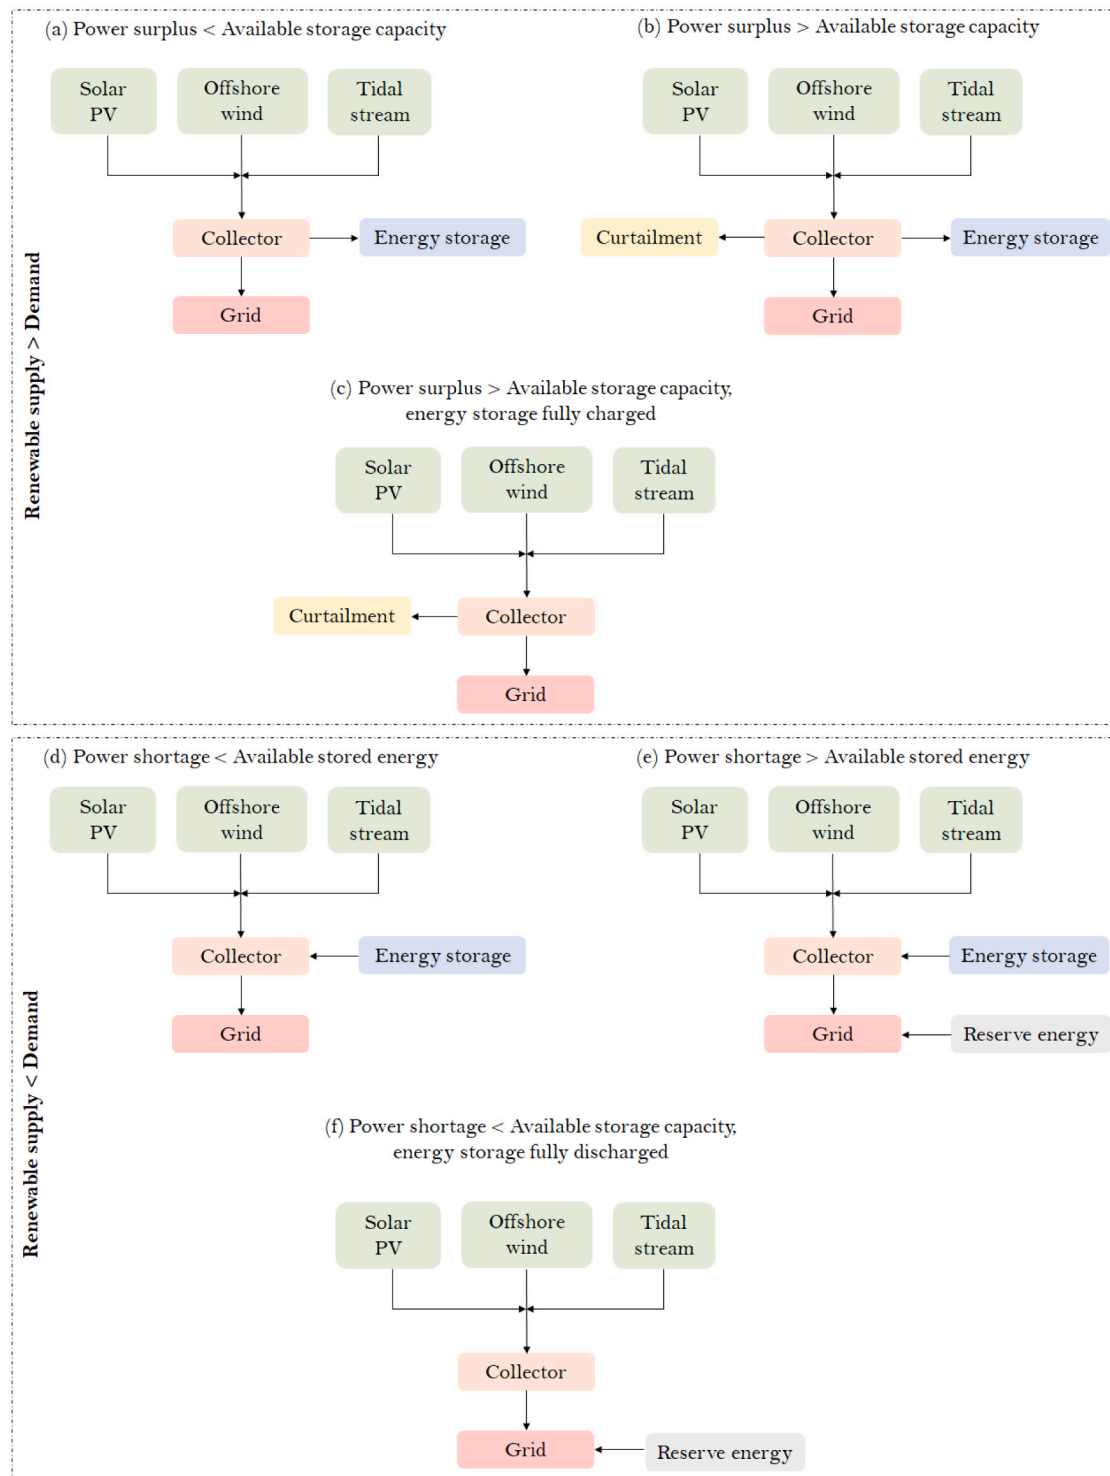 (a) Power surplus < Available storage capacity
Solar
PV
Offshore
wind
Tidal
stream
Collector
Energy storage
Grid
(b) Power surplus > Available storage capacity
Solar
PV
Offshore
wind
Tidal
stream
Curtailment
Collector
Energy storage
Grid
Renewable supply > Demand
(c) Power surplus > Available storage capacity,
energy storage fully charged
Solar
PV
Offshore
wind
Tidal
stream
Curtailment
Collector
Grid
(d) Power shortage < Available stored energy
Solar
PV
Offshore
wind
Tidal
stream
Collector
Energy storage
Grid
(e) Power shortage > Available stored energy
Solar
PV
Offshore
wind
Tidal
stream
Collector
Energy storage
Grid
Reserve energy
Renewable supply < Demand
(f) Power shortage < Available storage capacity,
energy storage fully discharged
Solar
PV
Offshore
wind
Tidal
stream
Collector
Grid
Reserve energy